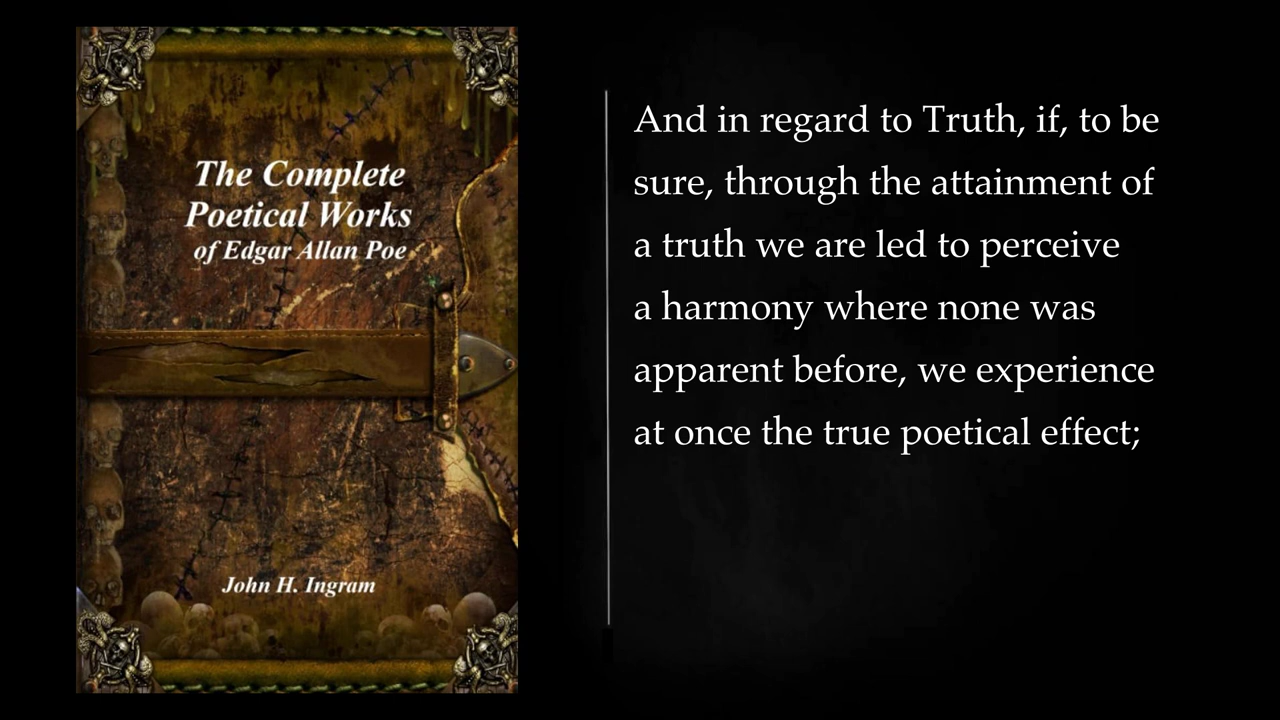 The Complete
Poetical Works
of Edgar Allan Poe
John H. Ingram
And in regard to Truth, if, to be
sure, through the attainment of
a truth we are led to perceive
a harmony where none was
apparent before, we experience
at once the true poetical effect;